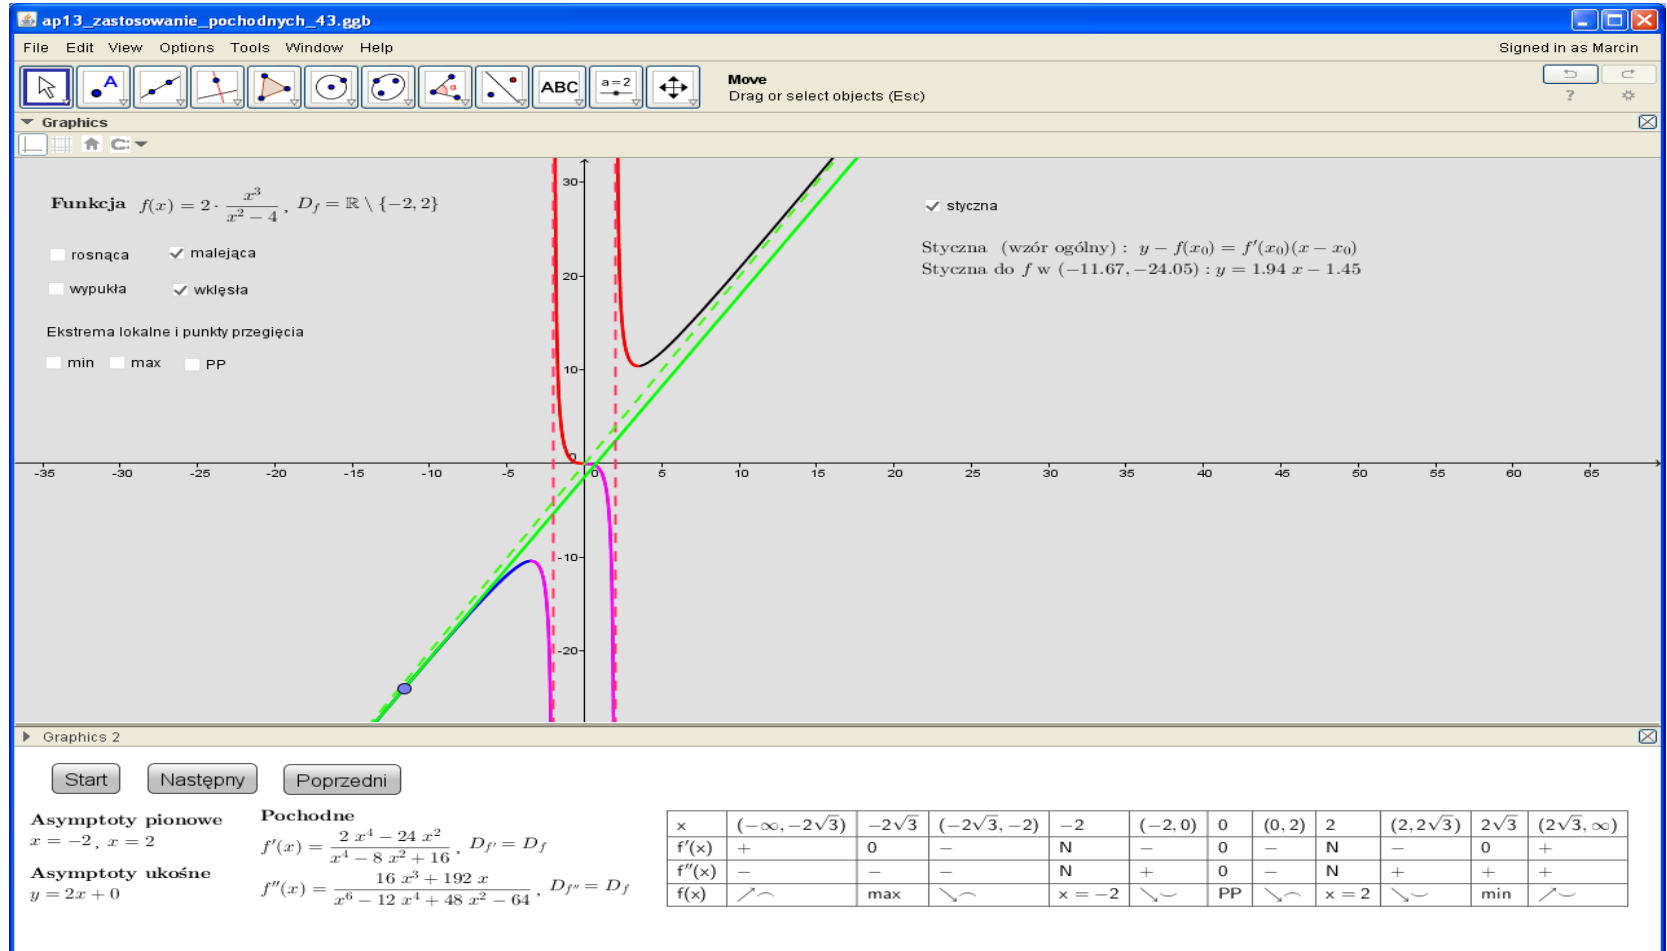 ap13_zastosowanie_pochodnych_43.ggb
File Edit View Options Tools Window Help Signed in as Marcin
A α ABC a=2
Move
Drag or select objects (Esc)
?
Graphics
Funkcja f(x) = 2 · x³/(x² − 4), D_f = ℝ \ {−2, 2}
rosnąca malejąca
wypukła wklęsła
Ekstrema lokalne i punkty przegięcia
min max PP
styczna
Styczna (wzór ogólny) : y − f(x₀) = f′(x₀)(x − x₀)
Styczna do f w (−11.67, −24.05) : y = 1.94 x − 1.45
30
20
10
0
-35 -30 -25 -20 -15 -10 -5 0 5 10 15 20 25 30 35 40 45 50 55 60 65
-10
-20
Graphics 2
Start Następny Poprzedni
Asymptoty pionowe
x = −2, x = 2
Asymptoty ukośne
y = 2x + 0
Pochodne
f′(x) = (2 x⁴ − 24 x²)/(x⁴ − 8 x² + 16), D_f′ = D_f
f″(x) = (16 x³ + 192 x)/(x⁶ − 12 x⁴ + 48 x² − 64), D_f″ = D_f
x (−∞, −2√3) −2√3 (−2√3, −2) −2 (−2, 0) 0 (0, 2) 2 (2, 2√3) 2√3 (2√3, ∞)
f′(x) + 0 − N − 0 − N − 0 +
f″(x) − − − N + 0 − N + + +
f(x) ↗⌢ max ↘⌢ x = −2 ↘⌣ PP ↘⌢ x = 2 ↘⌣ min ↗⌣